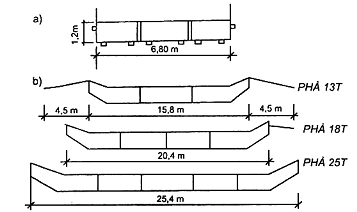 a)
1,2m
6,80 m
b)
PHÀ 13T
4,5 m 15,8m 4,5 m
PHÀ 18T
20,4 m
PHÀ 25T
25,4 m